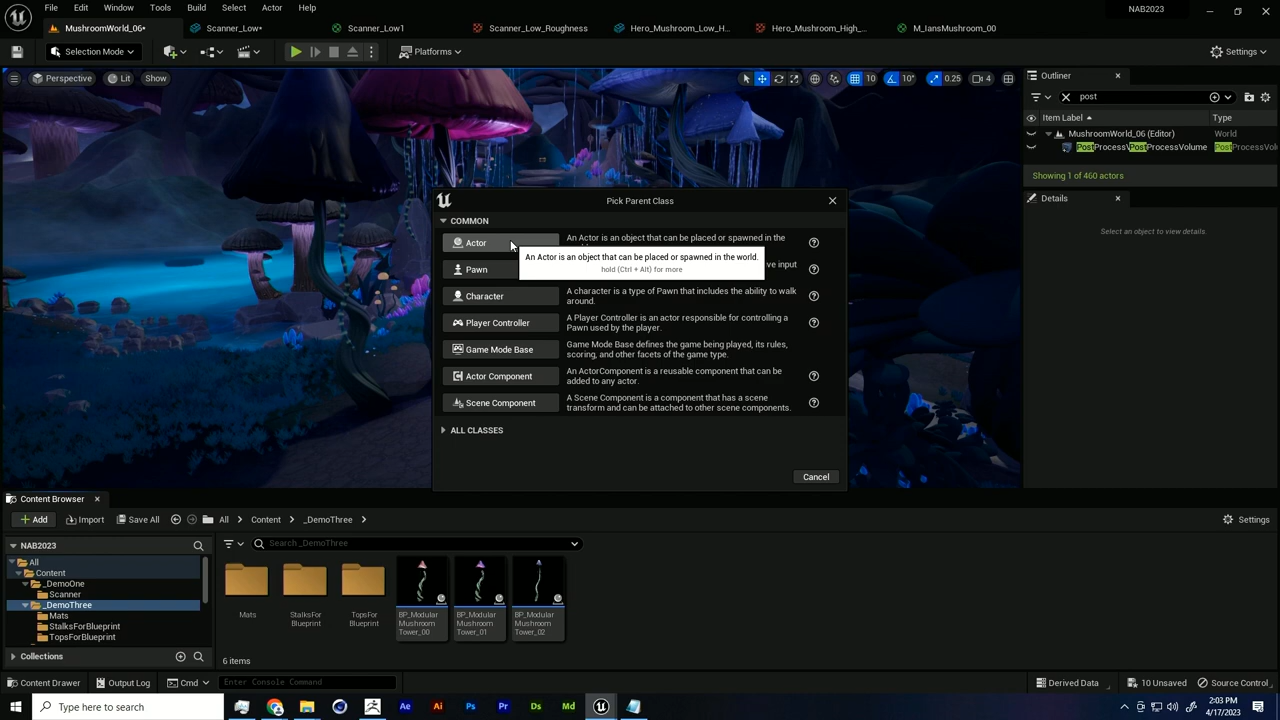 File Edit Window Tools Build Select Actor Help
NAB2023
MushroomWorld_06*
Scanner_Low*
Scanner_Low1
Scanner_Low_Roughness
Hero_Mushroom_Low_H...
Hero_Mushroom_High_...
M_IansMushroom_00
Selection Mode
Platforms
Settings
Perspective
Lit
Show
10
10°
0.25
4
Outliner
post
Item Label
Type
MushroomWorld_06 (Editor)
World
PostProcess\PostProcessVolume
PostProcessVol
Showing 1 of 460 actors
Details
Select an object to view details.
Pick Parent Class
COMMON
Actor
An Actor is an object that can be placed or spawned in the
An Actor is an object that can be placed or spawned in the world.
hold (Ctrl + Alt) for more
Pawn
ve input
Character
A character is a type of Pawn that includes the ability to walk
around.
Player Controller
A Player Controller is an actor responsible for controlling a
Pawn used by the player.
Game Mode Base
Game Mode Base defines the game being played, its rules,
scoring, and other facets of the game type.
Actor Component
An ActorComponent is a reusable component that can be
added to any actor.
Scene Component
A Scene Component is a component that has a scene
transform and can be attached to other scene components.
ALL CLASSES
Cancel
Content Browser
Add
Import
Save All
All
Content
_DemoThree
Settings
NAB2023
Search _DemoThree
All
Content
_DemoOne
Scanner
_DemoThree
Mats
StalksForBlueprint
TopsForBlueprint
Collections
Mats
StalksFor
Blueprint
TopsFor
Blueprint
BP_Modular
Mushroom
Tower_00
BP_Modular
Mushroom
Tower_01
BP_Modular
Mushroom
Tower_02
6 items
Content Drawer
Output Log
Cmd
Enter Console Command
Derived Data
10 Unsaved
Source Control
Type here to search
Ae
Ai
Ps
Pr
Ds
Md
2:03 PM
4/17/2023